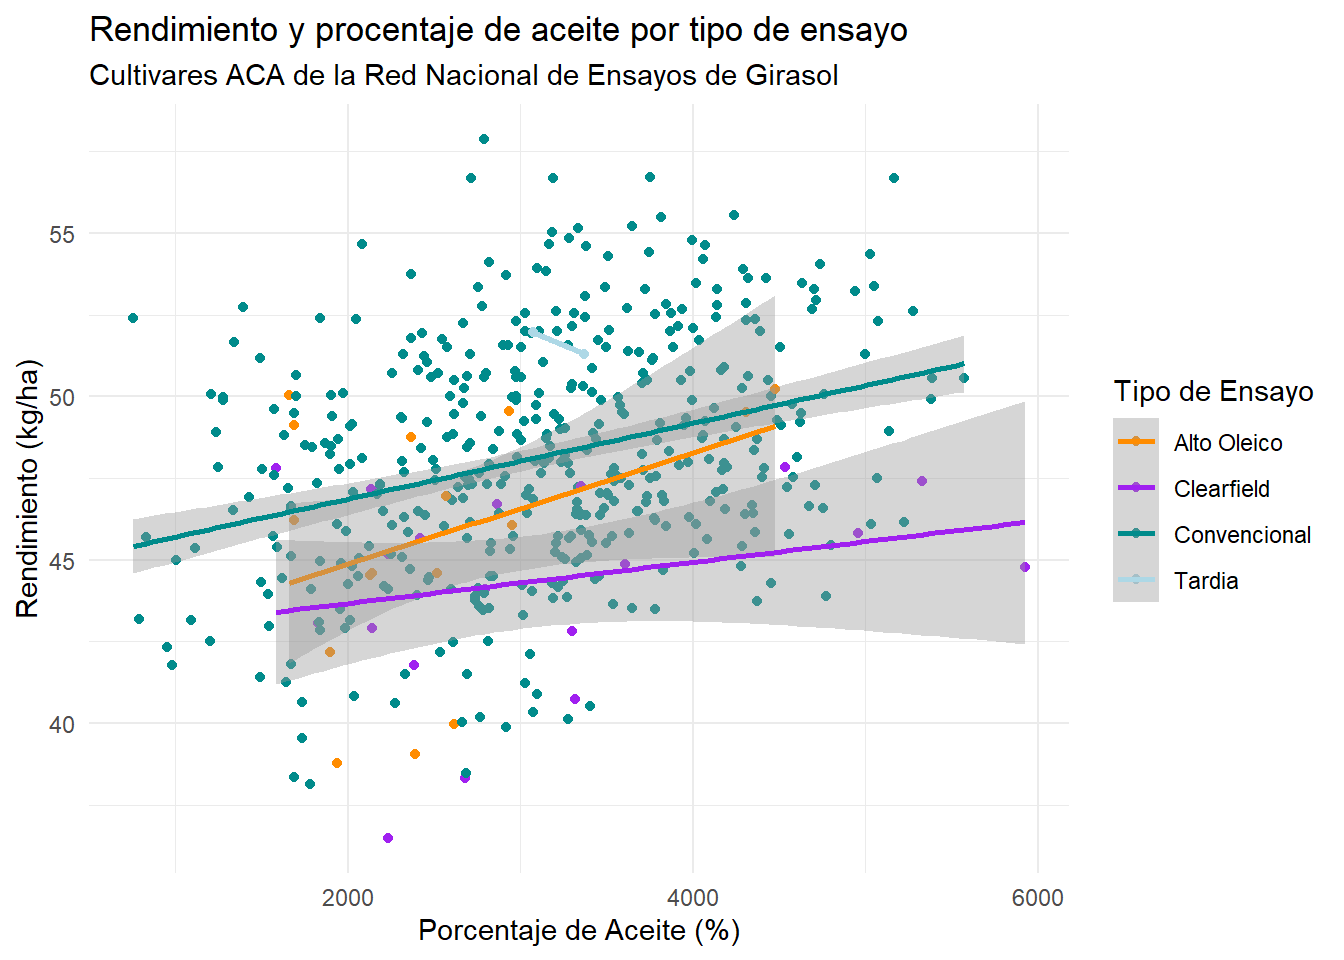 Rendimiento y procentaje de aceite por tipo de ensayo
Cultivares ACA de la Red Nacional de Ensayos de Girasol
Rendimiento (kg/ha)
55
50
45
40
2000
4000
6000
Porcentaje de Aceite (%)
Tipo de Ensayo
Alto Oleico
Clearfield
Convencional
Tardia